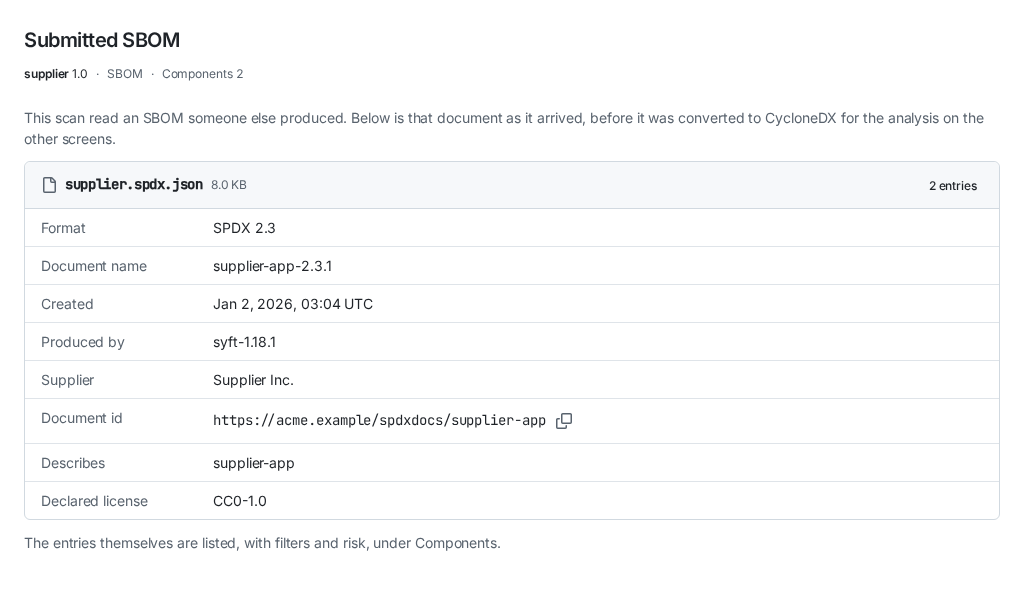 Submitted SBOM
supplier 1.0 · SBOM · Components 2
This scan read an SBOM someone else produced. Below is that document as it arrived, before it was converted to CycloneDX for the analysis on the
other screens.
supplier.spdx.json 8.0 KB 2 entries
Format SPDX 2.3
Document name supplier-app-2.3.1
Created Jan 2, 2026, 03:04 UTC
Produced by syft-1.18.1
Supplier Supplier Inc.
Document id https://acme.example/spdxdocs/supplier-app
Describes supplier-app
Declared license CC0-1.0
The entries themselves are listed, with filters and risk, under Components.